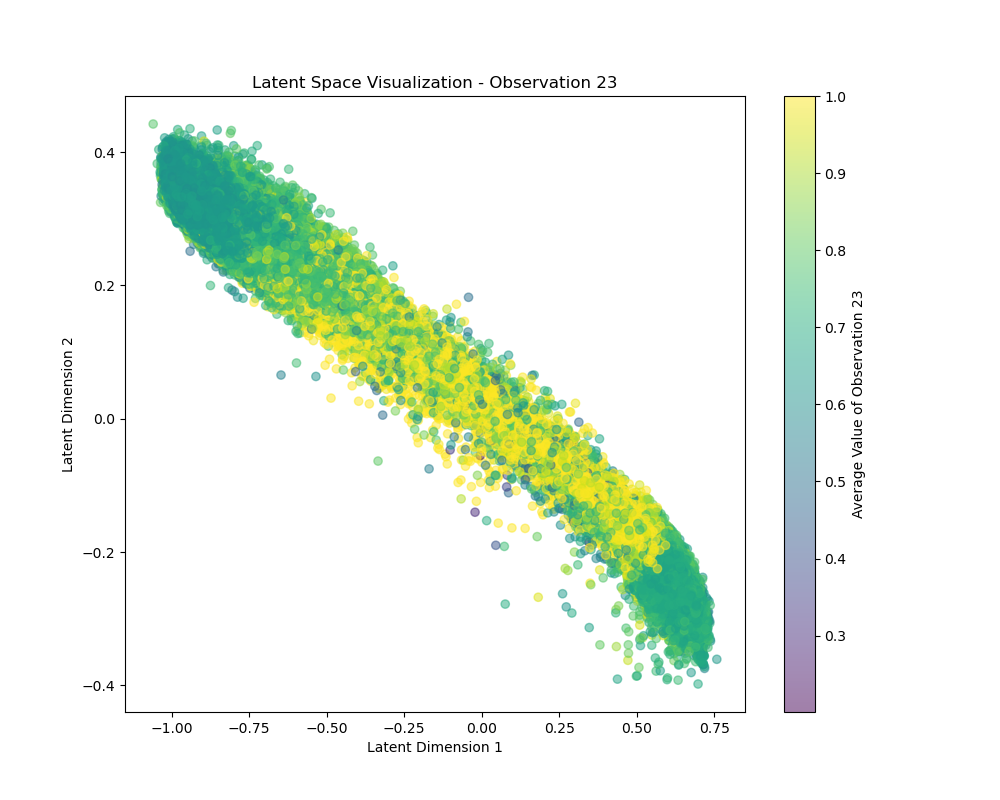 Latent Space Visualization - Observation 23
0.4
0.2
0.0
−0.2
−0.4
Latent Dimension 2
−1.00 −0.75 −0.50 −0.25 0.00 0.25 0.50 0.75
Latent Dimension 1
1.0
0.9
0.8
0.7
0.6
0.5
0.4
0.3
Average Value of Observation 23